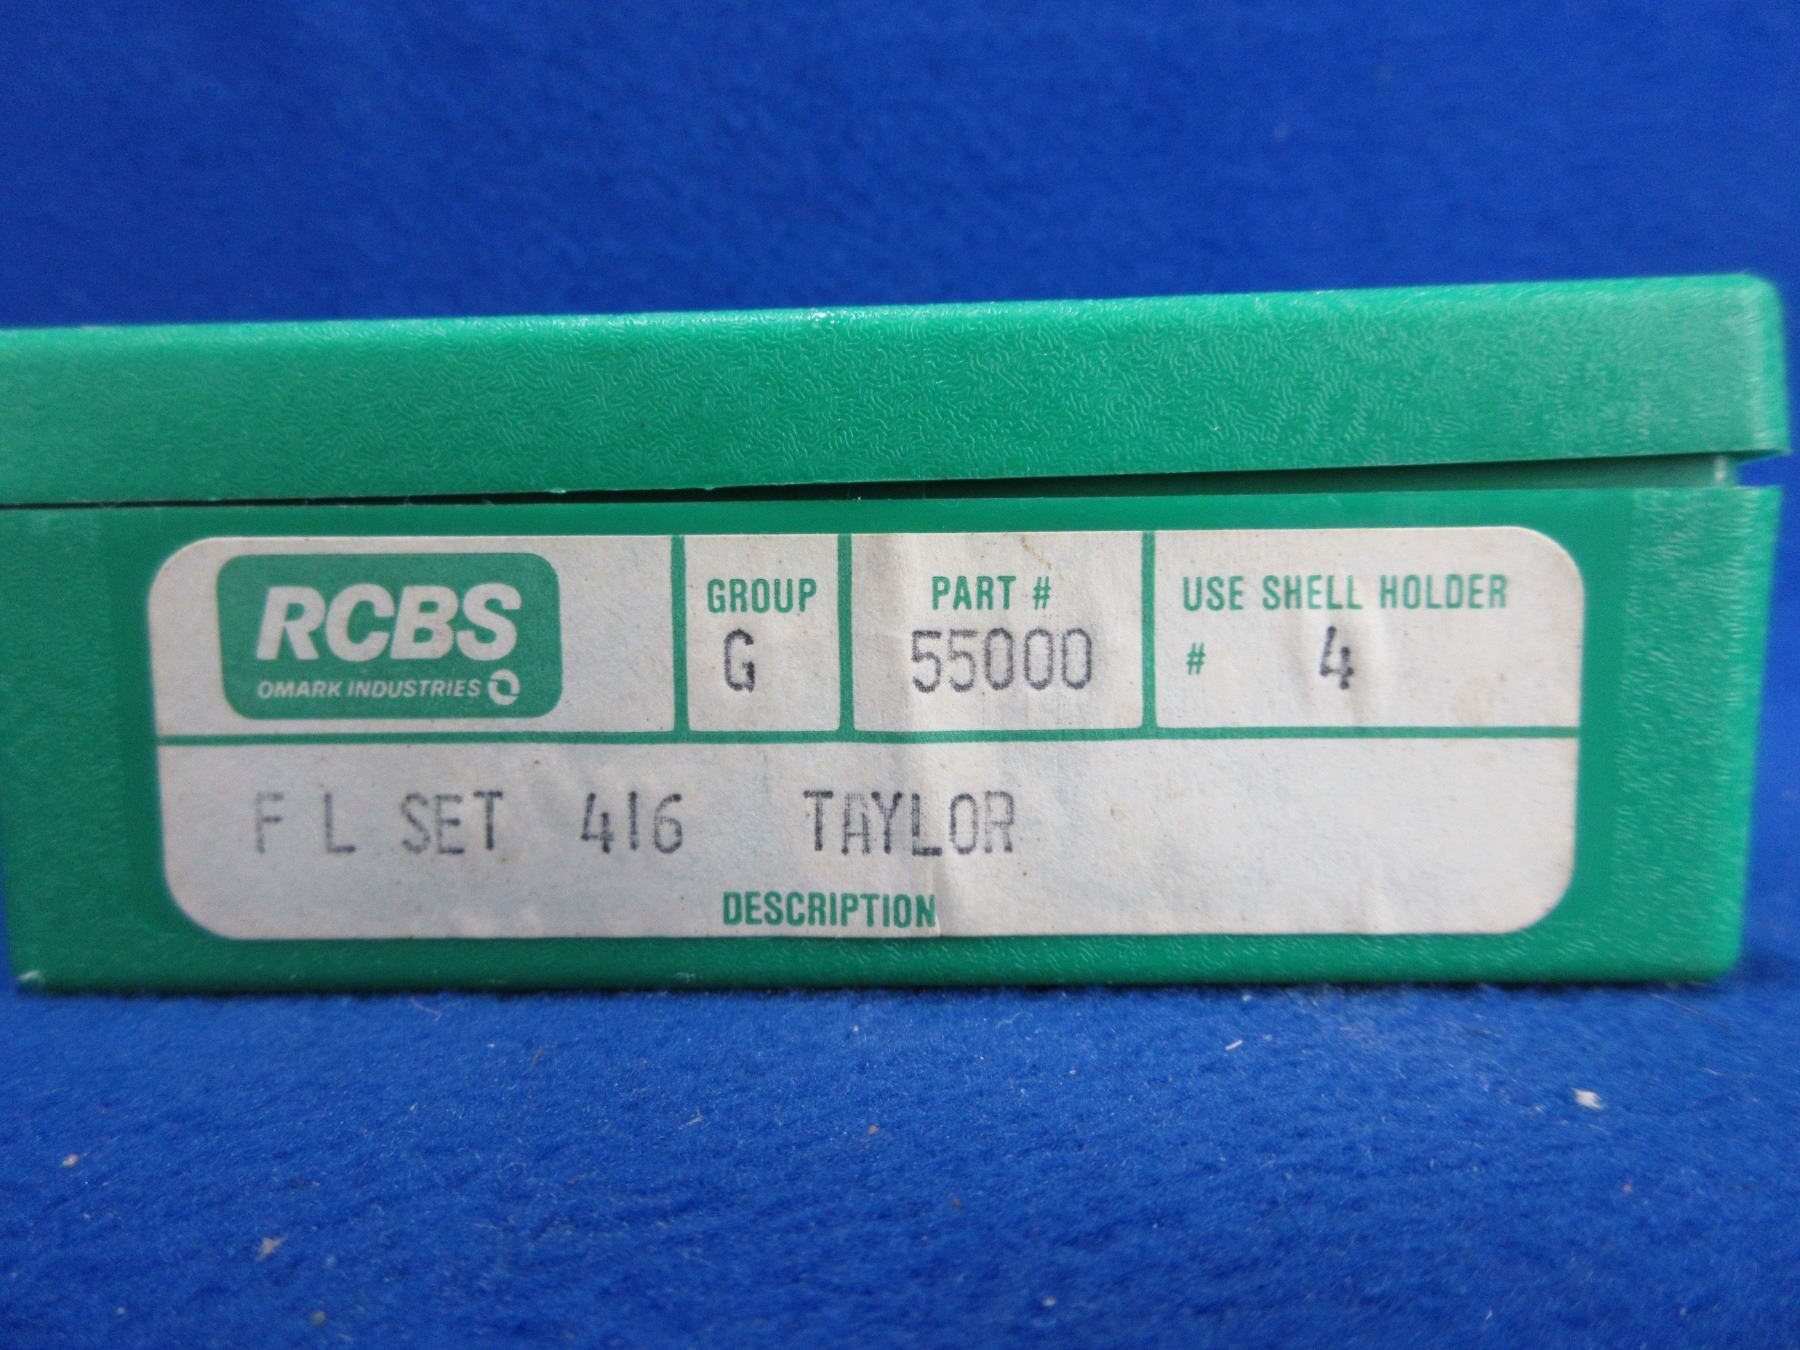 RCBS
OMARK INDUSTRIES
GROUP
G
PART #
55000
USE SHELL HOLDER
# 4
F L SET 416 TAYLOR
DESCRIPTION